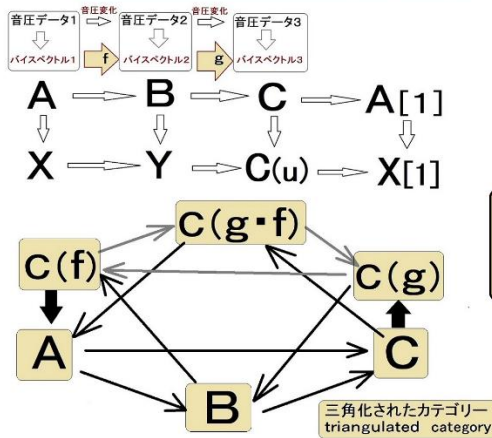 音圧データ1 音圧変化 音圧データ2 音圧変化 音圧データ3
バイスペクトル1 f バイスペクトル2 g バイスペクトル3
A B C A[1]
X Y C(u) X[1]
C(g▪f)
C(f) C(g)
A C
B
三角化されたカテゴリー
triangulated category